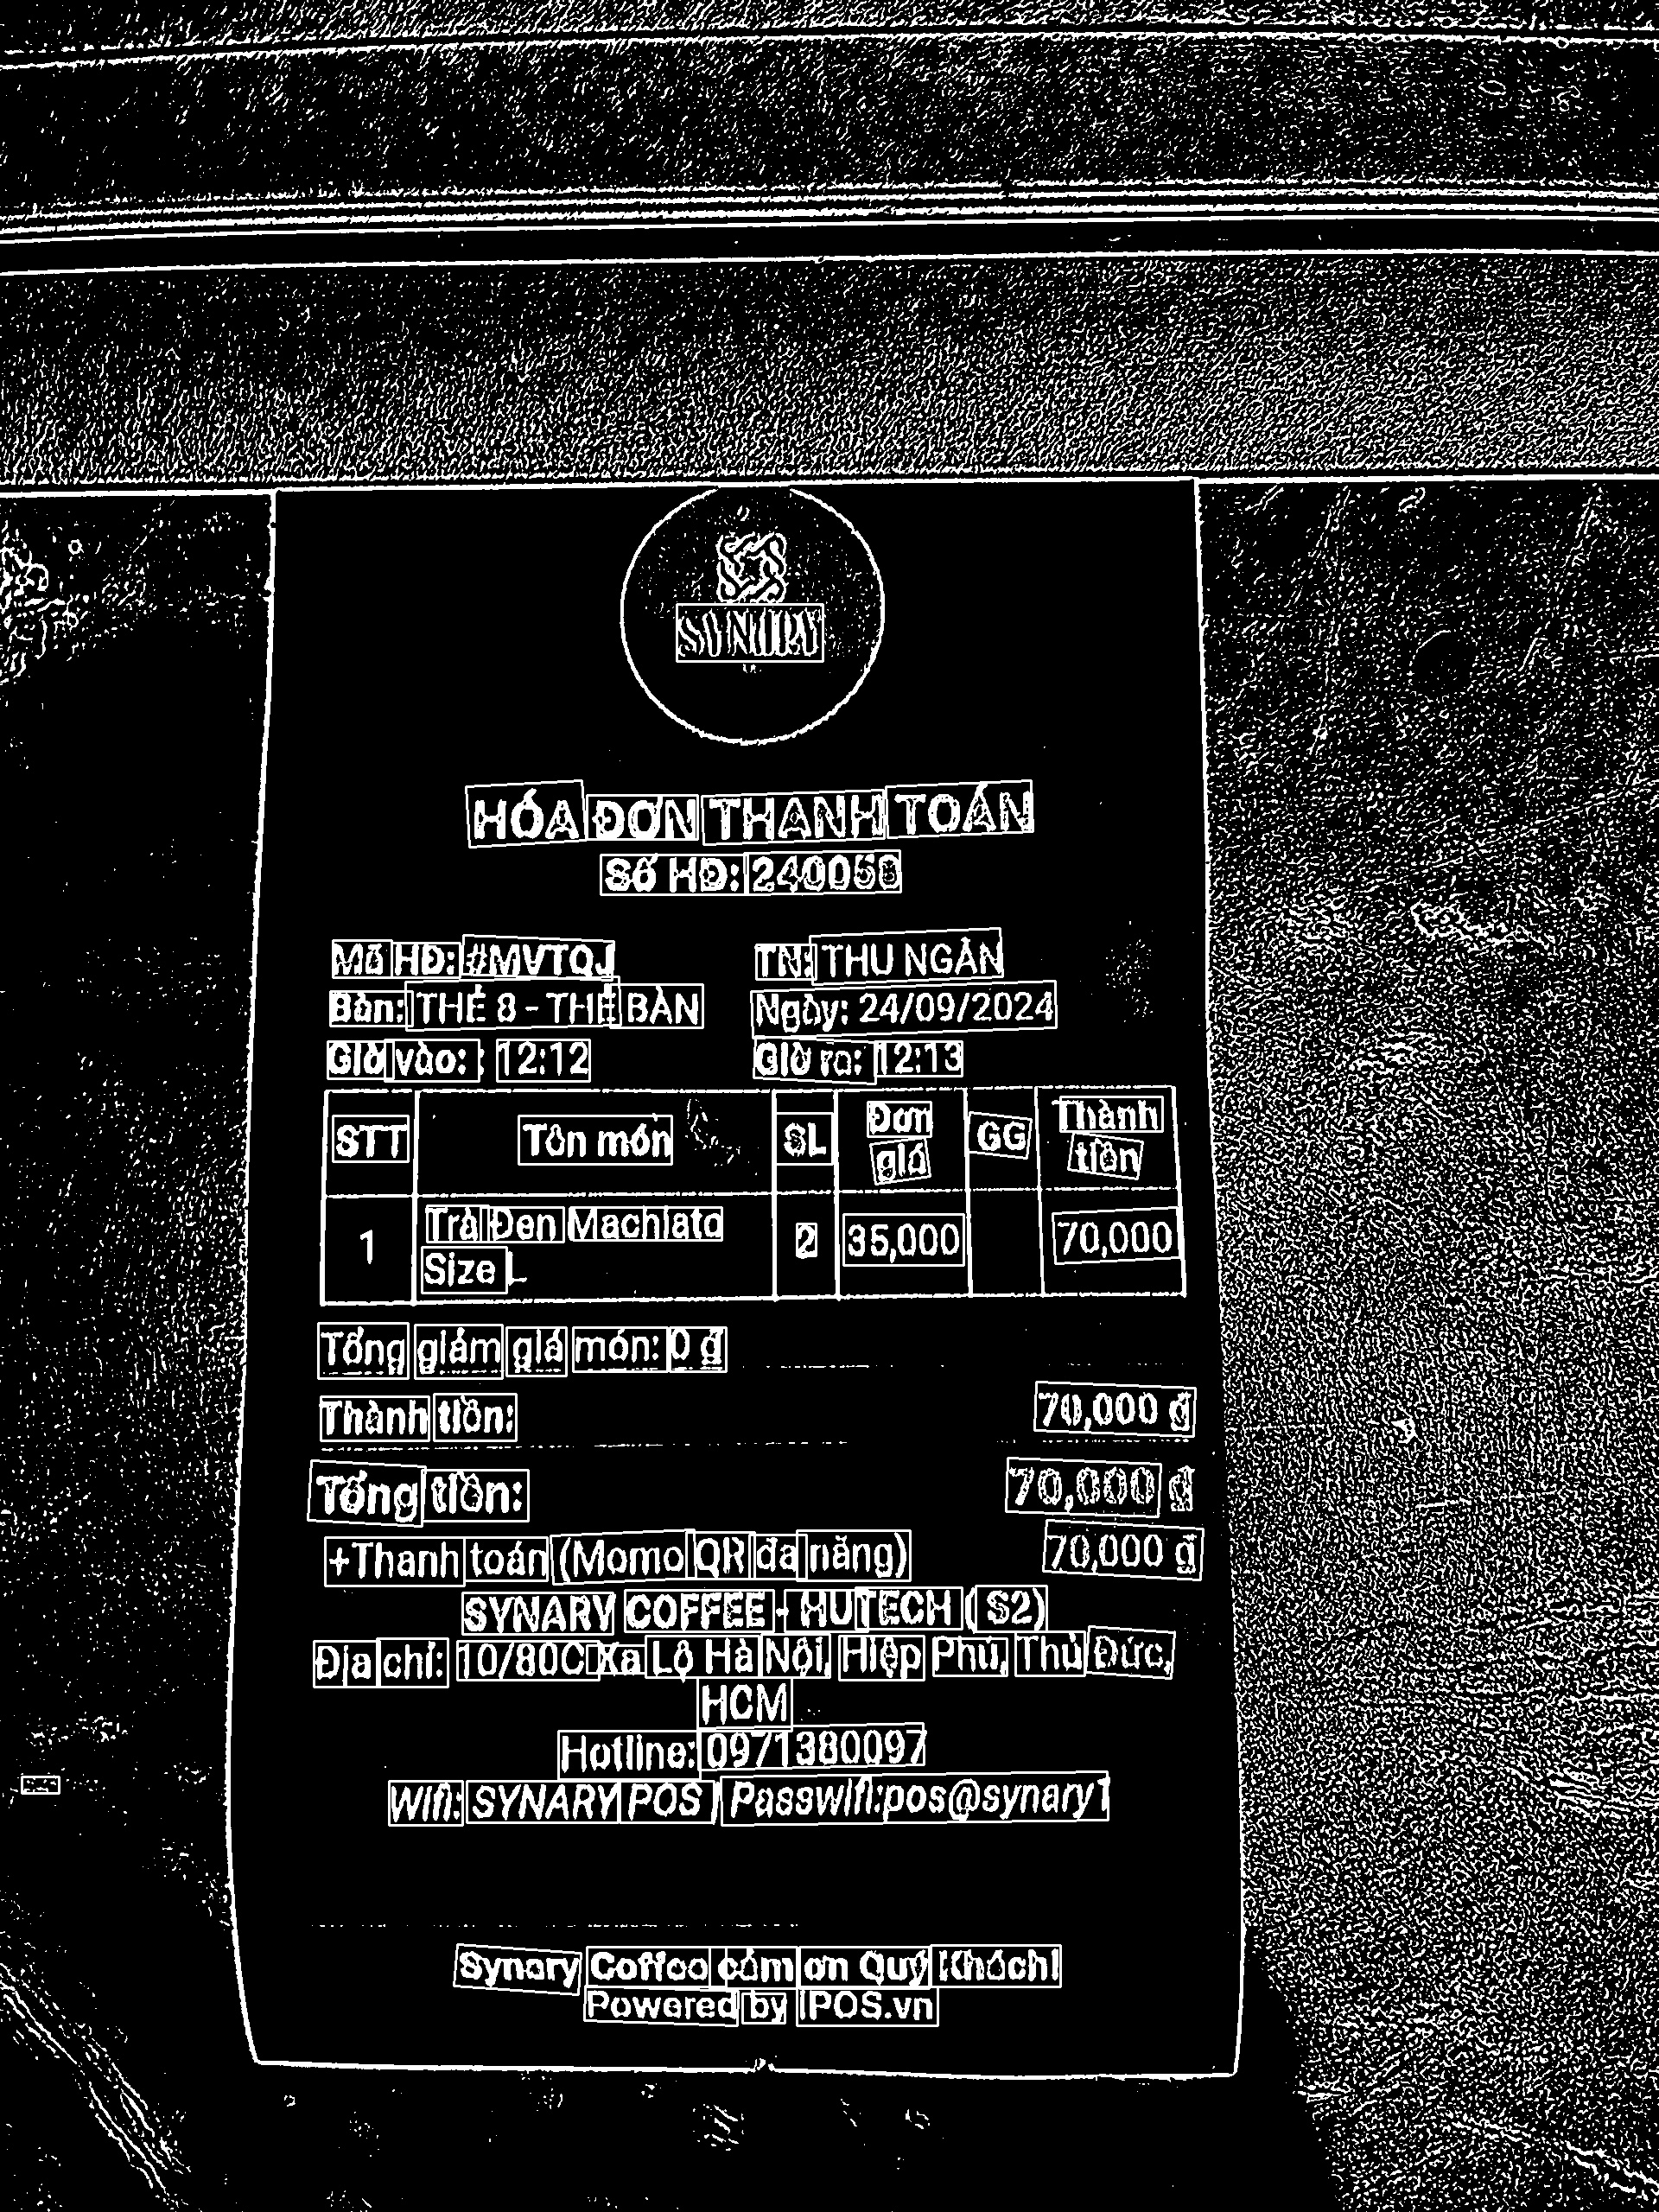 SYNARY
HÓA ĐƠN THANH TOÁN
Số HĐ: 240058
Mã HĐ: #MVTQJ
TN: THU NGÂN
Bàn: THẺ 8 - THẺ BÀN
Ngày: 24/09/2024
Giờ vào: : 12:12
Giờ ra: 12:13
STT Tên món SL Đơn giá GG Thành tiền
1 Trà Đen Machiato Size L 2 35,000 70,000
Tổng giảm giá món: 0 đ
Thành tiền: 70,000 đ
Tổng tiền: 70,000 đ
+Thanh toán (Momo QR đa năng) 70,000 đ
SYNARY COFFEE - HUTECH ( S2)
Địa chỉ: 10/80C Xa Lộ Hà Nội, Hiệp Phú, Thủ Đức,
HCM
Hotline: 0971380097
Wifi: SYNARY POS / Passwifi:pos@synary1
Synary Coffee cảm ơn Quý Khách!
Powered by iPOS.vn